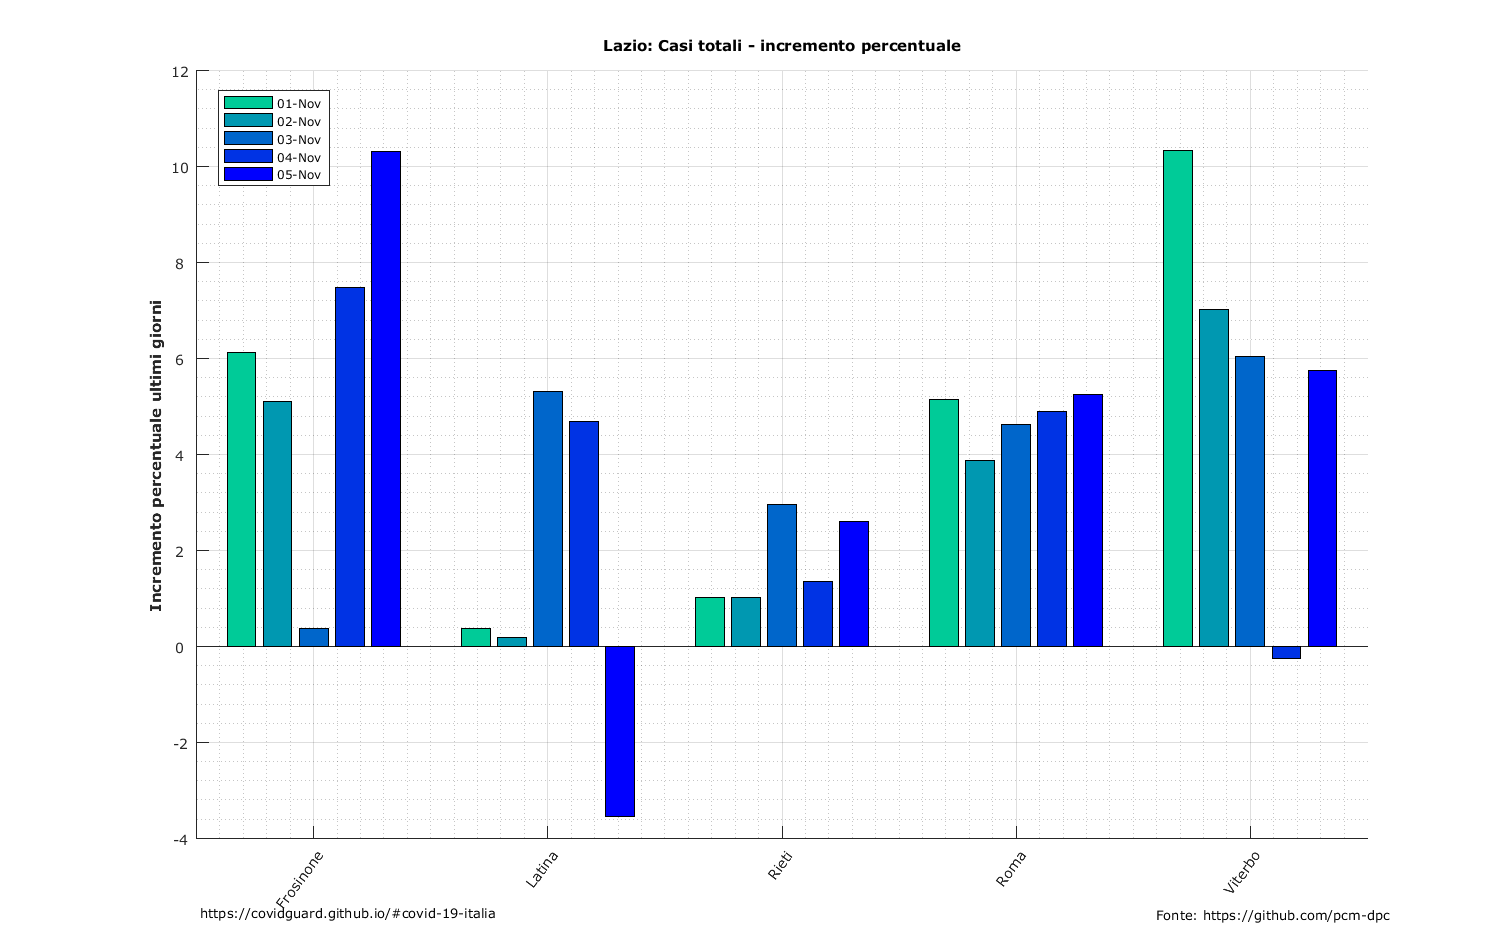 Lazio: Casi totali - incremento percentuale
12
10
8
6
4
2
0
-2
-4
Incremento percentuale ultimi giorni
01-Nov
02-Nov
03-Nov
04-Nov
05-Nov
Frosinone
Latina
Rieti
Roma
Viterbo
https://covidguard.github.io/#covid-19-italia
Fonte: https://github.com/pcm-dpc